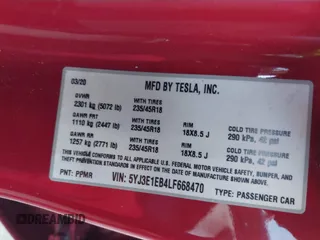 03/20
MFD BY TESLA, INC.
GVWR
2301 kg (5072 lb)
WITH TIRES
235/45R18
GAWR FRT
1110 kg (2447 lb)
WITH TIRES
235/45R18
RIM
18X8.5 J
COLD TIRE PRESSURE
290 kPa, 42 psi
GAWR RR
1257 kg (2771 lb)
WITH TIRES
235/45R18
RIM
18X8.5 J
COLD TIRE PRESSURE
290 kPa, 42 psi
THIS VEHICLE CONFORMS TO ALL APPLICABLE U.S. FEDERAL MOTOR VEHICLE
SAFETY, BUMPER, AND THEFT PREVENTION STANDARDS IN EFFECT ON THE
DATE OF MANUFACTURE SHOWN ABOVE.
PNT: PPMR
VIN: 5YJ3E1EB4LF668470
TYPE: PASSENGER CAR
DREAMBID